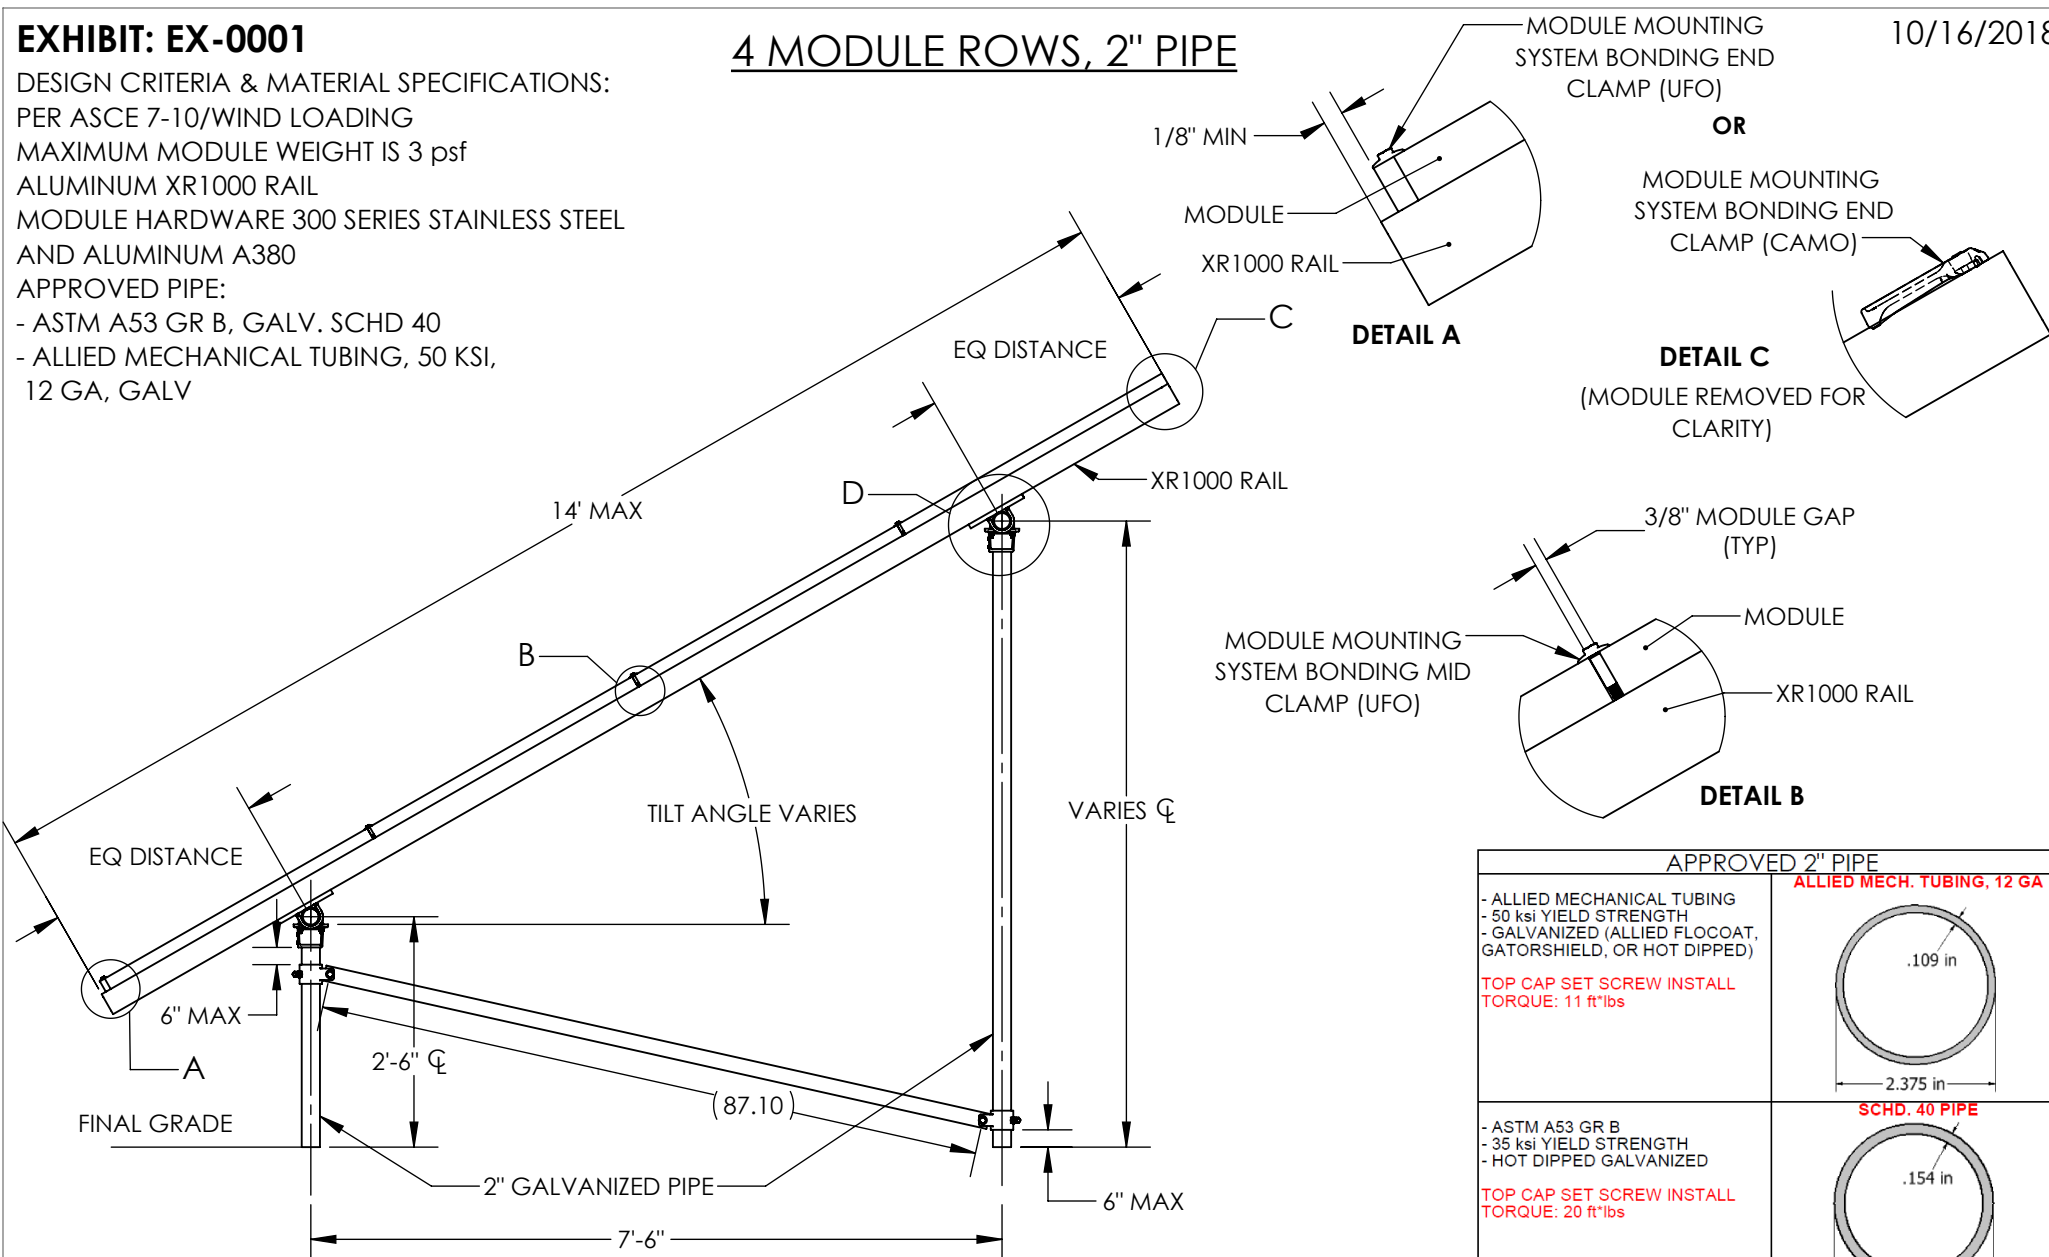 EXHIBIT: EX-0001
DESIGN CRITERIA & MATERIAL SPECIFICATIONS:
PER ASCE 7-10/WIND LOADING
MAXIMUM MODULE WEIGHT IS 3 psf
ALUMINUM XR1000 RAIL
MODULE HARDWARE 300 SERIES STAINLESS STEEL
AND ALUMINUM A380
APPROVED PIPE:
- ASTM A53 GR B, GALV. SCHD 40
- ALLIED MECHANICAL TUBING, 50 KSI,
12 GA, GALV
4 MODULE ROWS, 2" PIPE
10/16/2018
MODULE MOUNTING
SYSTEM BONDING END
CLAMP (UFO)
OR
1/8" MIN
MODULE
XR1000 RAIL
DETAIL A
MODULE MOUNTING
SYSTEM BONDING END
CLAMP (CAMO)
DETAIL C
(MODULE REMOVED FOR
CLARITY)
C
EQ DISTANCE
XR1000 RAIL
D
14' MAX
B
3/8" MODULE GAP
(TYP)
MODULE
MODULE MOUNTING
SYSTEM BONDING MID
CLAMP (UFO)
XR1000 RAIL
DETAIL B
TILT ANGLE VARIES
VARIES ℄
EQ DISTANCE
6" MAX
A
2'-6" ℄
(87.10)
FINAL GRADE
2" GALVANIZED PIPE
6" MAX
7'-6"
APPROVED 2" PIPE
- ALLIED MECHANICAL TUBING
- 50 ksi YIELD STRENGTH
- GALVANIZED (ALLIED FLOCOAT,
GATORSHIELD, OR HOT DIPPED)
TOP CAP SET SCREW INSTALL
TORQUE: 11 ft*lbs
ALLIED MECH. TUBING, 12 GA
.109 in
2.375 in
- ASTM A53 GR B
- 35 ksi YIELD STRENGTH
- HOT DIPPED GALVANIZED
TOP CAP SET SCREW INSTALL
TORQUE: 20 ft*lbs
SCHD. 40 PIPE
.154 in